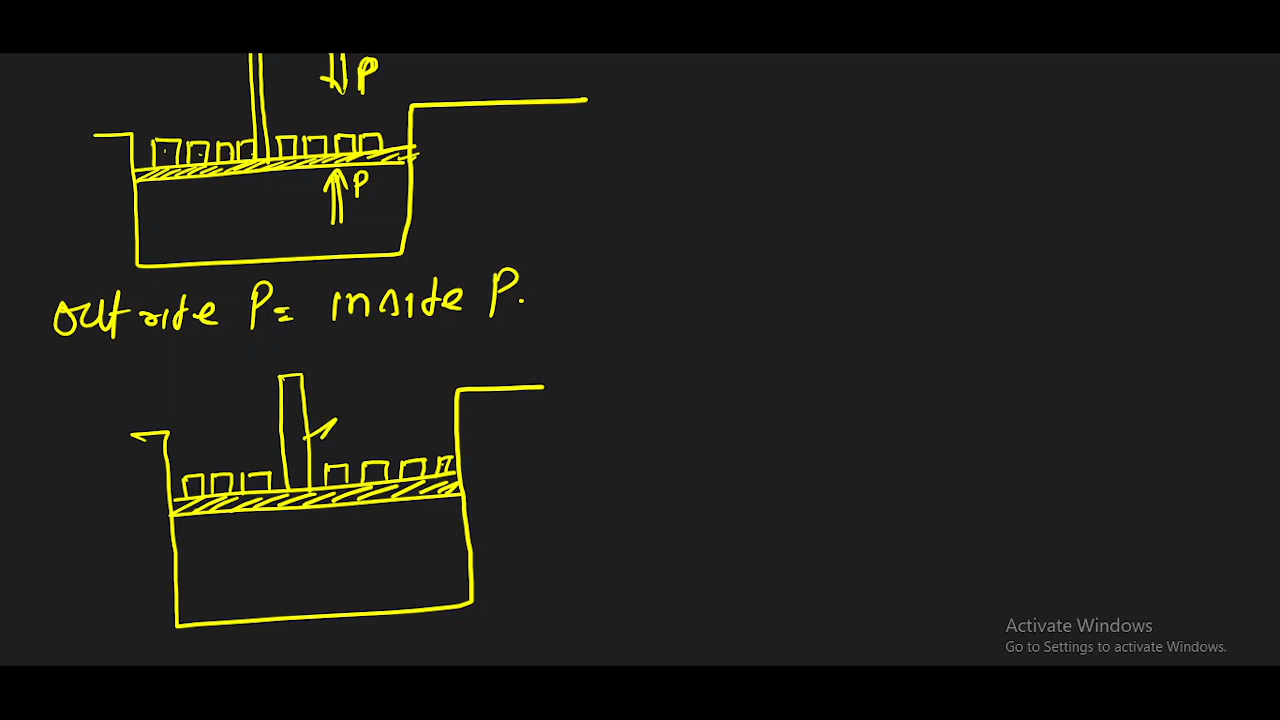 P
P
outside P = inside P.
Activate Windows
Go to Settings to activate Windows.